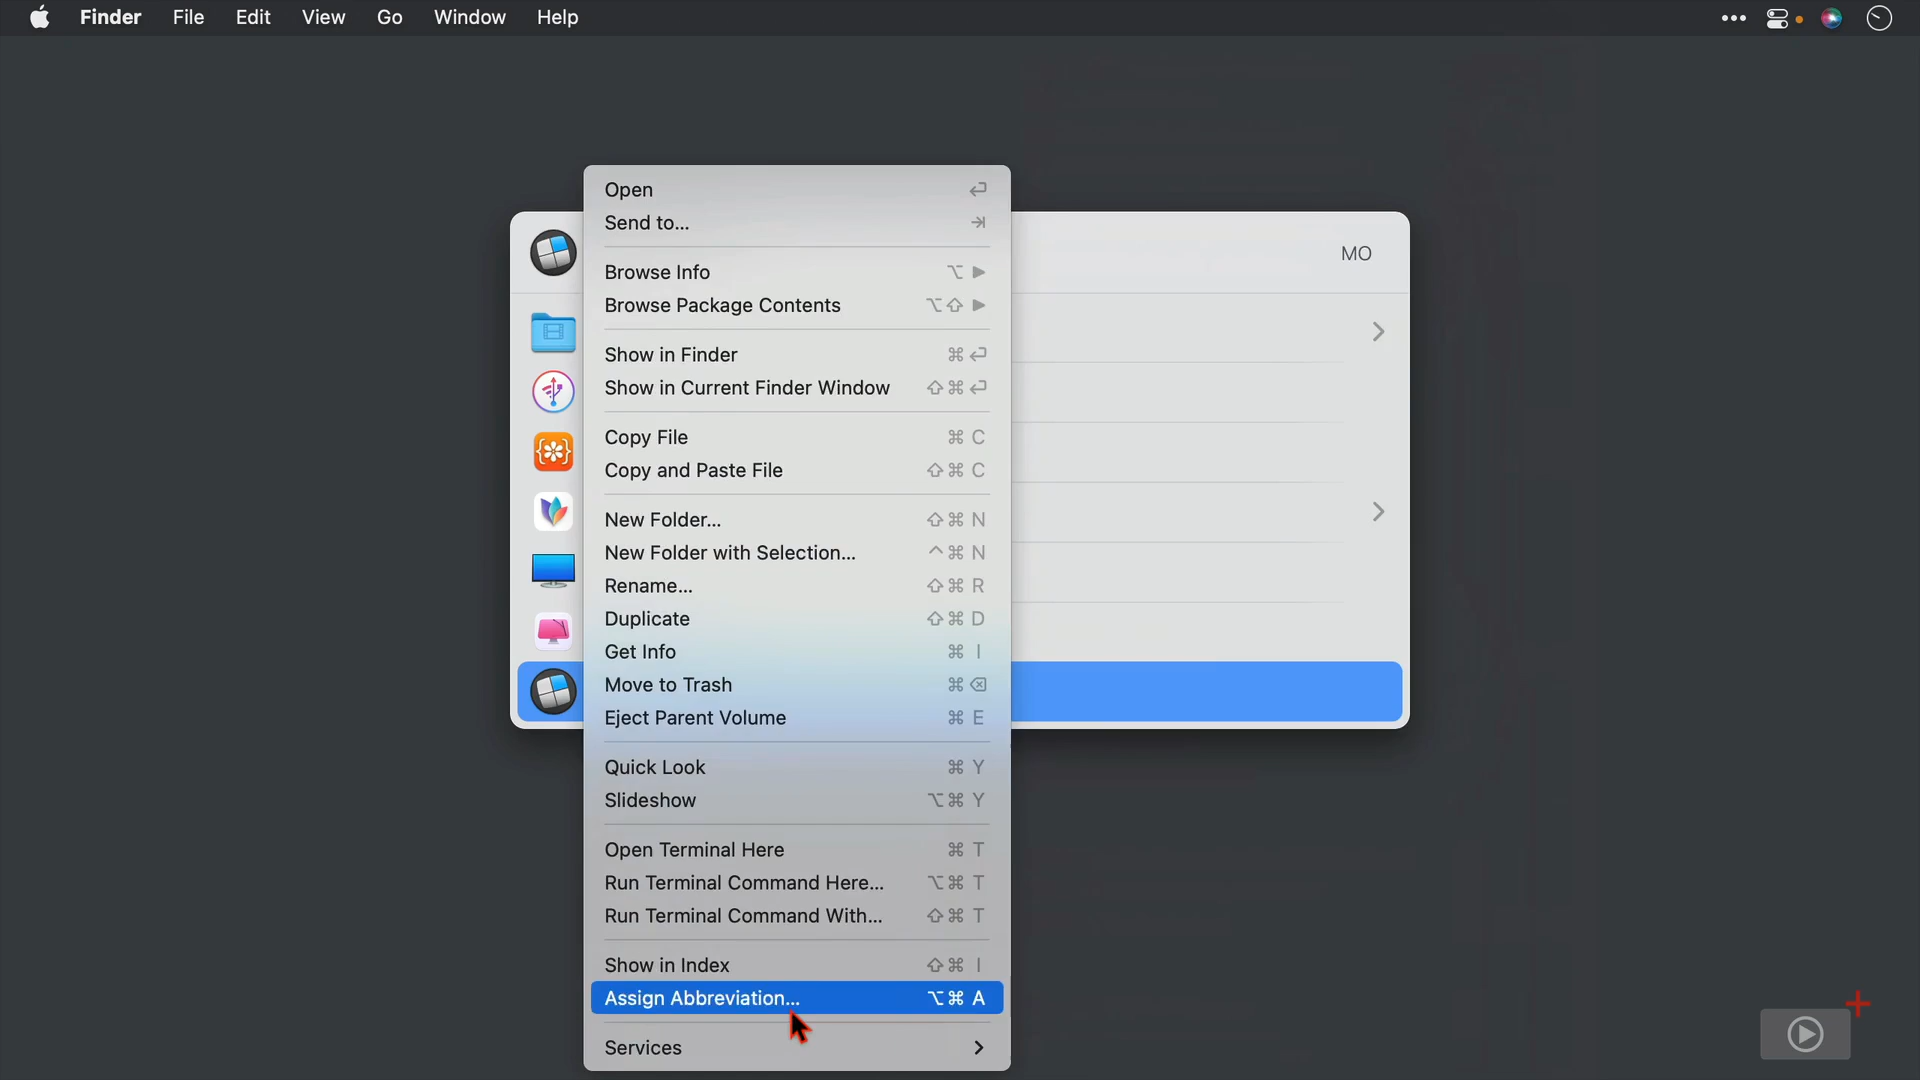 Finder File Edit View Go Window Help
MO
Open ↩
Send to... ⇥
Browse Info ⌥ ▶
Browse Package Contents ⌥⇧ ▶
Show in Finder ⌘ ↩
Show in Current Finder Window ⇧⌘ ↩
Copy File ⌘ C
Copy and Paste File ⇧⌘ C
New Folder... ⇧⌘ N
New Folder with Selection... ^⌘ N
Rename... ⇧⌘ R
Duplicate ⇧⌘ D
Get Info ⌘ I
Move to Trash ⌘ ⌫
Eject Parent Volume ⌘ E
Quick Look ⌘ Y
Slideshow ⌥⌘ Y
Open Terminal Here ⌘ T
Run Terminal Command Here... ⌥⌘ T
Run Terminal Command With... ⇧⌘ T
Show in Index ⇧⌘ I
Assign Abbreviation... ⌥⌘ A
Services